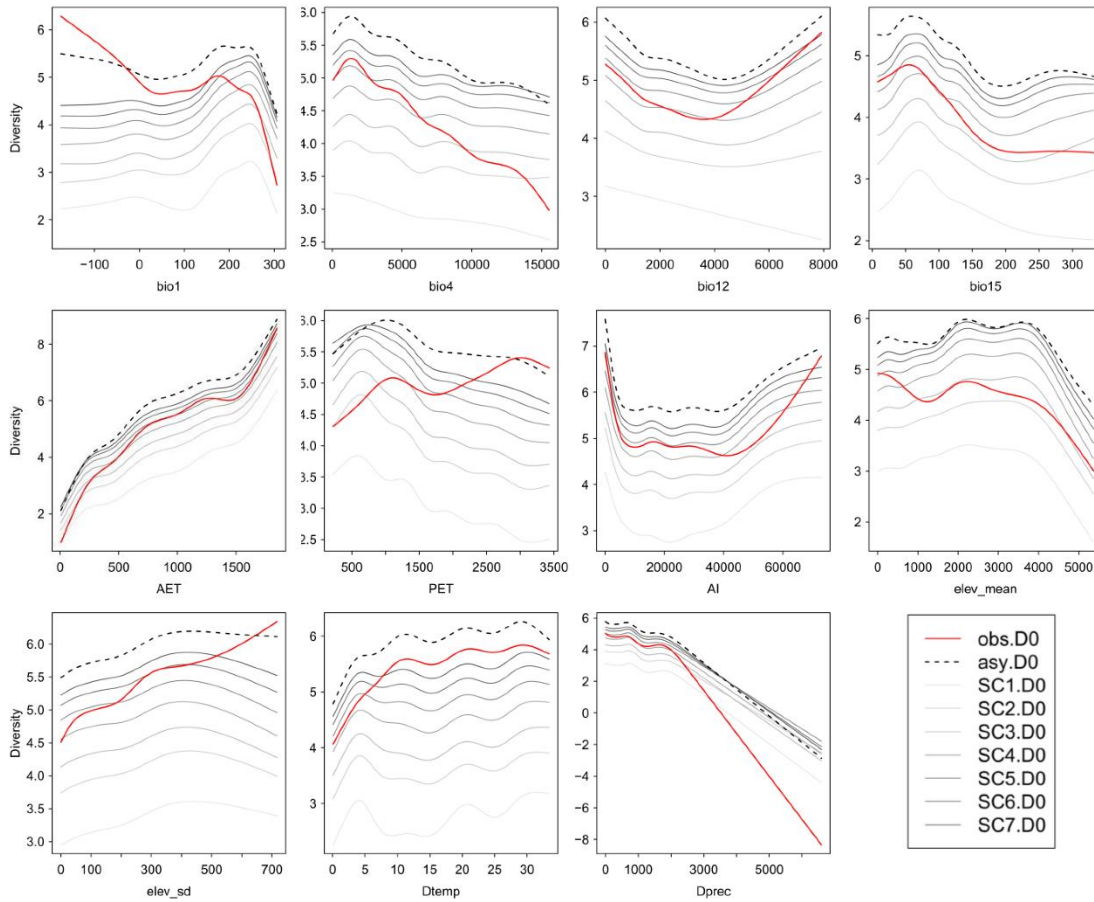 Diversity
6
5
4
3
2
−100 0 100 200 300
bio1
6.0
5.5
5.0
4.5
4.0
3.5
3.0
2.5
0 5000 10000 15000
bio4
6
5
4
3
0 2000 4000 6000 8000
bio12
5
4
3
2
0 50 100 150 200 250 300
bio15
Diversity
8
6
4
2
0 500 1000 1500
AET
6.0
5.5
5.0
4.5
4.0
3.5
3.0
2.5
500 1000 1500 2000 2500 3000 3500
PET
7
6
5
4
3
0 20000 40000 60000
AI
6
5
4
3
2
0 1000 2000 3000 4000 5000
elev_mean
Diversity
6.0
5.5
5.0
4.5
4.0
3.5
3.0
0 100 300 500 700
elev_sd
6
5
4
3
0 5 10 15 20 25 30
Dtemp
6
4
2
0
−2
−4
−6
−8
0 1000 3000 5000
Dprec
obs.D0
asy.D0
SC1.D0
SC2.D0
SC3.D0
SC4.D0
SC5.D0
SC6.D0
SC7.D0